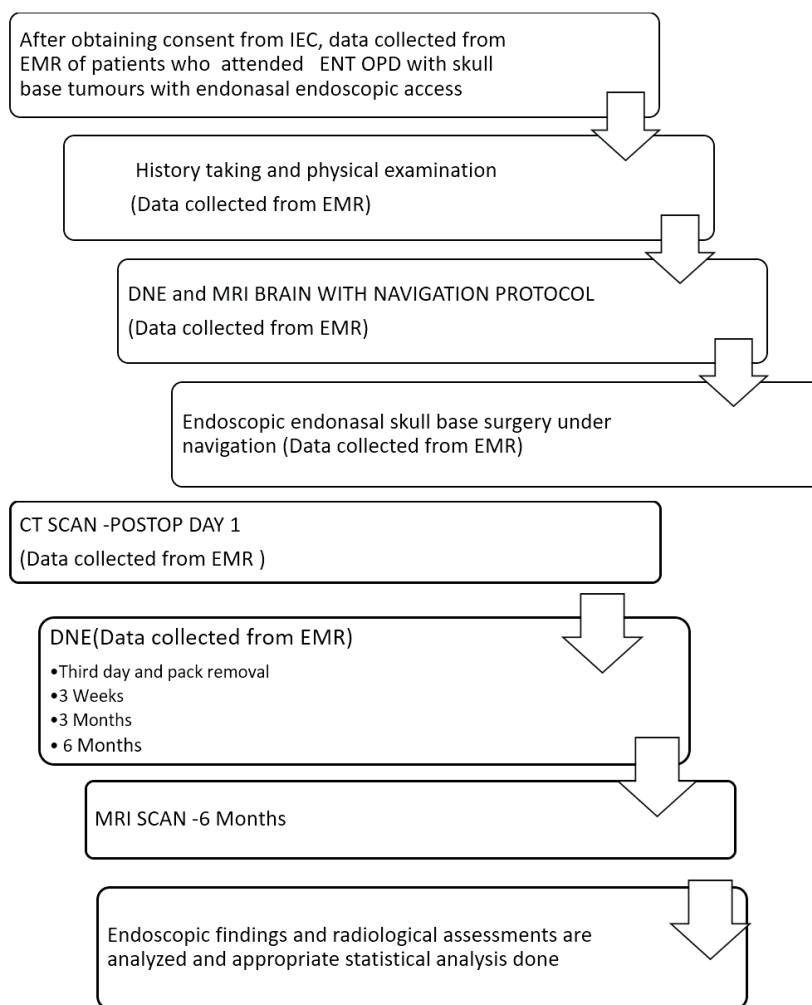 After obtaining consent from IEC, data collected from
EMR of patients who attended ENT OPD with skull
base tumours with endonasal endoscopic access
History taking and physical examination
(Data collected from EMR)
DNE and MRI BRAIN WITH NAVIGATION PROTOCOL
(Data collected from EMR)
Endoscopic endonasal skull base surgery under
navigation (Data collected from EMR)
CT SCAN -POSTOP DAY 1
(Data collected from EMR )
DNE(Data collected from EMR)
•Third day and pack removal
•3 Weeks
•3 Months
• 6 Months
MRI SCAN -6 Months
Endoscopic findings and radiological assessments are
analyzed and appropriate statistical analysis done